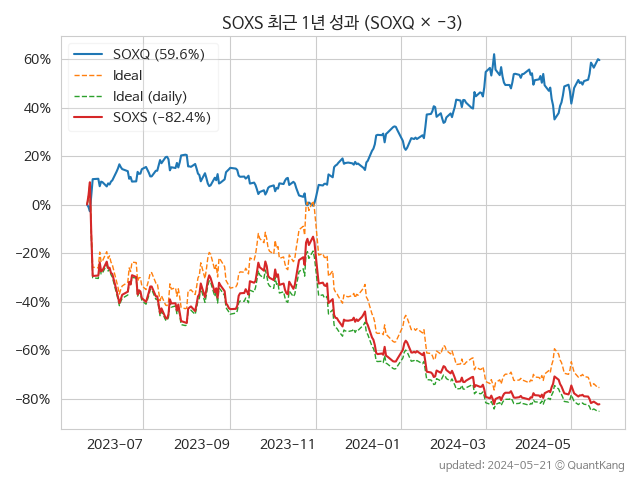 SOXS 최근 1년 성과 (SOXQ × −3)
60%
40%
20%
0%
−20%
−40%
−60%
−80%
SOXQ (59.6%)
Ideal
Ideal (daily)
SOXS (−82.4%)
2023-07
2023-09
2023-11
2024-01
2024-03
2024-05
updated: 2024-05-21 © QuantKang